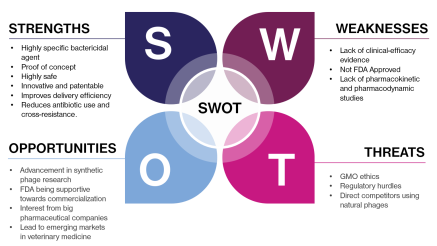 STRENGTHS
• Highly specific bactericidal
agent
• Proof of concept
• Highly safe
• Innovative and patentable
• Improves delivery efficiency
• Reduces antibiotic use and
cross-resistance.
S
W
WEAKNESSES
• Lack of clinical-efficacy
evidence
• Not FDA Approved
• Lack of pharmacokinetic
and pharmacodynamic
studies
SWOT
OPPORTUNITIES
• Advancement in synthetic
phage research
• FDA being supportive
towards commercialization
• Interest from big
pharmaceutical companies
• Lead to emerging markets
in veterinary medicine
O
T
THREATS
• GMO ethics
• Regulatory hurdles
• Direct competitors using
natural phages